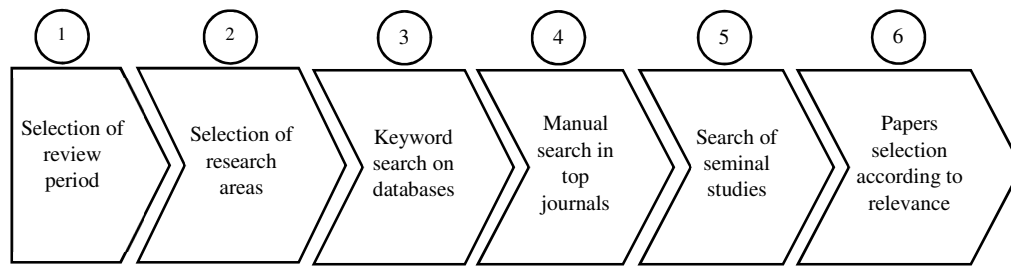 1
Selection of
review
period
2
Selection of
research
areas
3
Keyword
search on
databases
4
Manual
search in
top
journals
5
Search of
seminal
studies
6
Papers
selection
according to
relevance